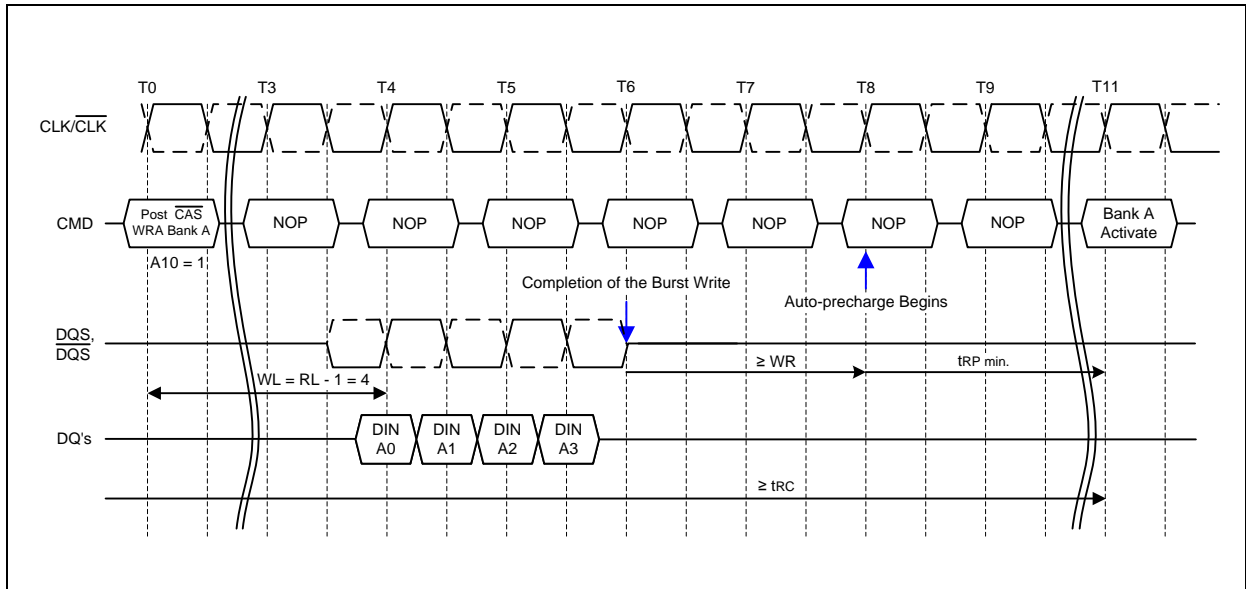 T0 T3 T4 T5 T6 T7 T8 T9 T11
CLK/CLK
CMD
Post CAS
WRA Bank A
NOP NOP NOP NOP NOP NOP NOP
Bank A
Activate
A10 = 1
Completion of the Burst Write
Auto-precharge Begins
DQS,
DQS
≥ WR
tRP min.
WL = RL - 1 = 4
DQ's
DIN
A0
DIN
A1
DIN
A2
DIN
A3
≥ tRC